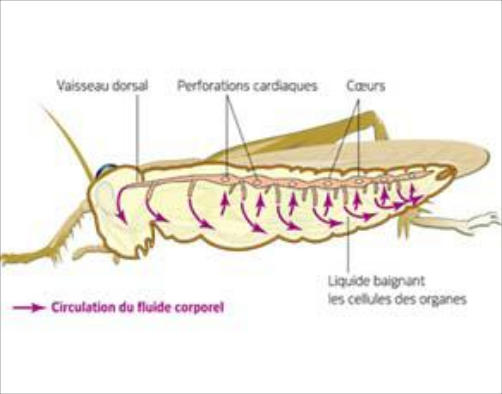 Vaisseau dorsal
Perforations cardiaques
Cœurs
Liquide baignant
les cellules des organes
Circulation du fluide corporel